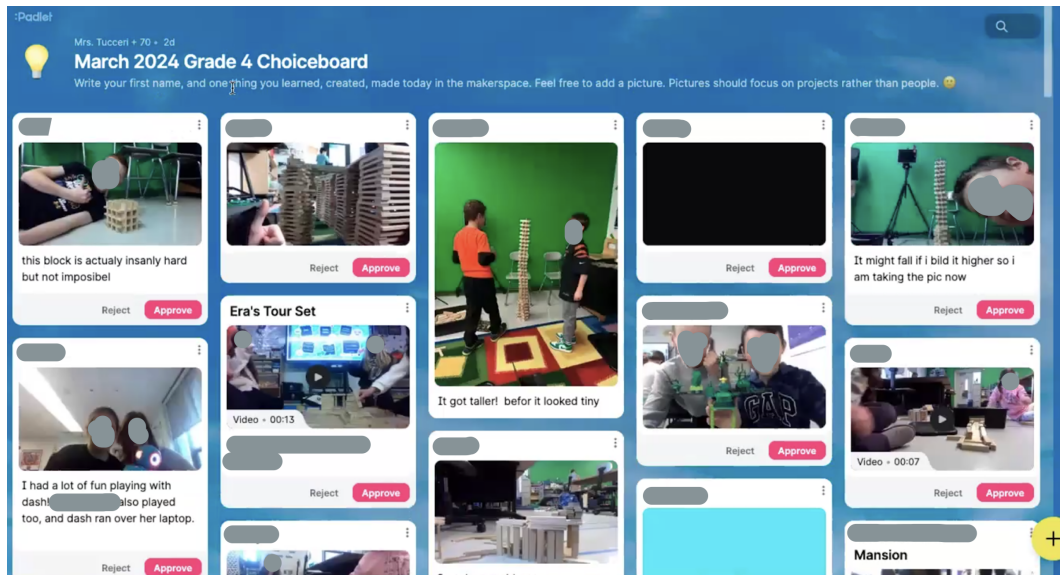 :Padlet
Mrs. Tucceri + 70 • 2d
March 2024 Grade 4 Choiceboard
Write your first name, and one thing you learned, created, made today in the makerspace. Feel free to add a picture. Pictures should focus on projects rather than people. 🙂
this block is actualy insanly hard
but not imposibel
Reject Approve
I had a lot of fun playing with
dash! also played
too, and dash ran over her laptop.
Reject Approve
Reject Approve
Era's Tour Set
Video • 00:13
Reject Approve
It got taller! befor it looked tiny
Reject Approve
GAP
Reject Approve
It might fall if i bild it higher so i
am taking the pic now
Reject Approve
Video • 00:07
Reject Approve
Mansion